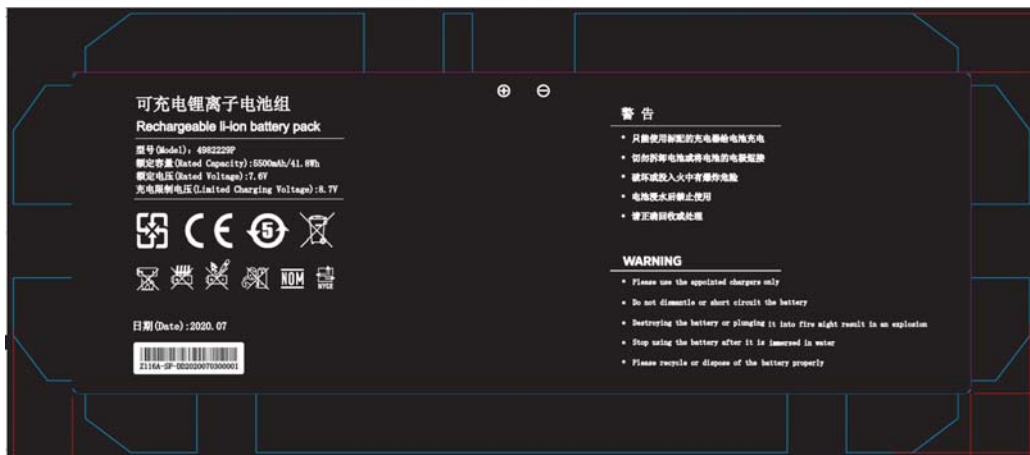 可充电锂离子电池组
Rechargeable li-ion battery pack
型号(Model): 4982229P
额定容量(Rated Capacity):5500mAh/41.8Wh
额定电压(Rated Voltage):7.6V
充电限制电压(Limited Charging Voltage):8.7V
CE 5
NOM NYCE
日期(Date):2020.07
Z116A-SP-DD2020070300001
⊕ ⊖
警 告
• 只能使用标配的充电器给电池充电
• 切勿拆卸电池或将电池的电极短接
• 破坏或投入火中有爆炸危险
• 电池浸水后禁止使用
• 请正确回收或处理
WARNING
• Please use the appointed chargers only
• Do not dismantle or short circuit the battery
• Destroying the battery or plunging it into fire might result in an explosion
• Stop using the battery after it is immersed in water
• Please recycle or dispose of the battery properly